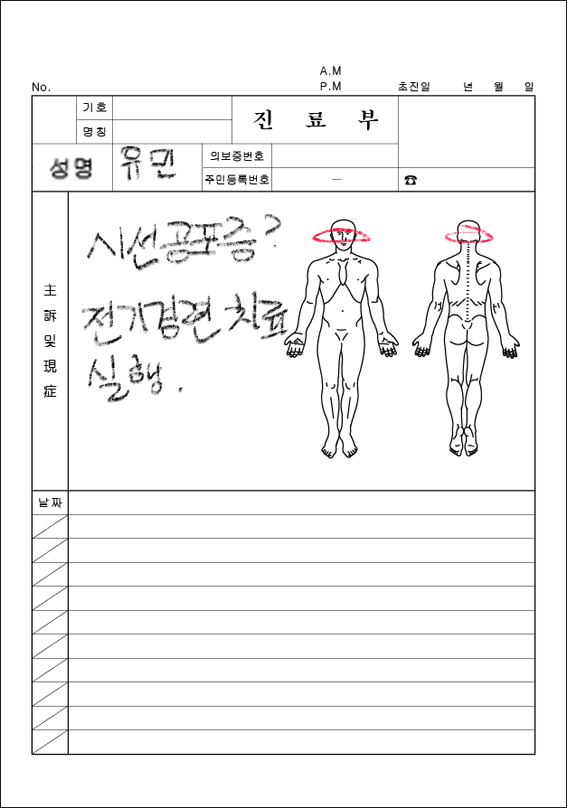 A.M
No. P.M 초진일 년 월 일
기호
명칭
진 료 부
성명 유민 의보증번호
주민등록번호 — ☎
主訴 및 現症
시선공포증?
전기경련 치료
실행.
날짜